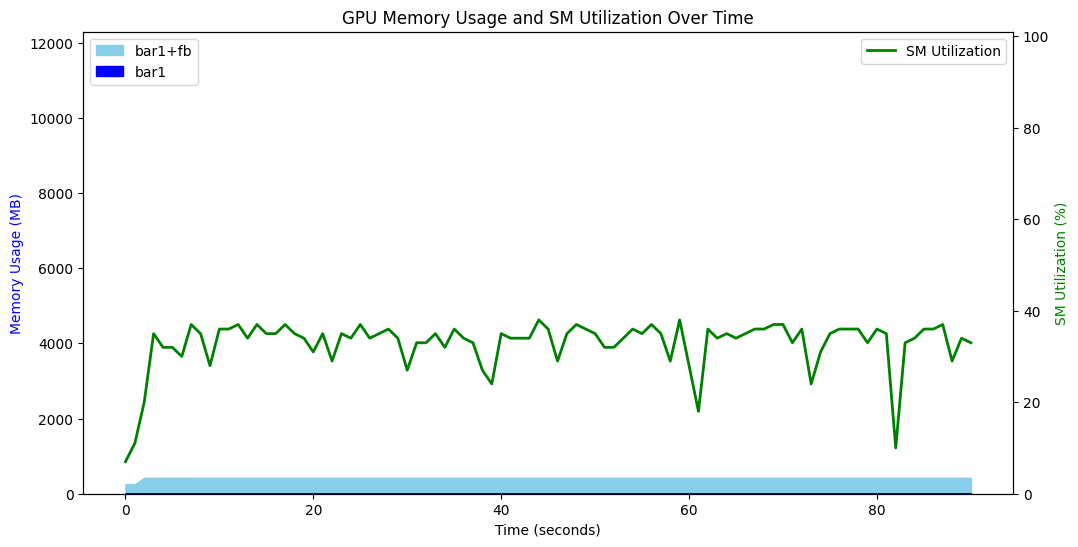 GPU Memory Usage and SM Utilization Over Time
bar1+fb
bar1
SM Utilization
Memory Usage (MB)
12000
10000
8000
6000
4000
2000
0
SM Utilization (%)
100
80
60
40
20
0
0
20
40
60
80
Time (seconds)